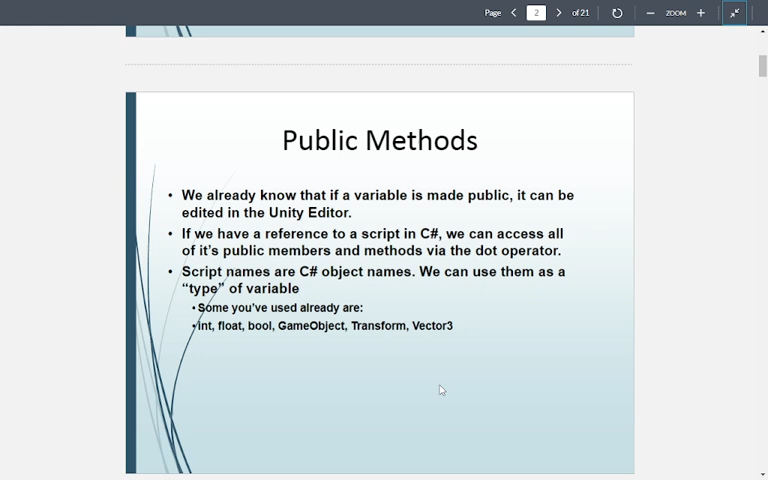 Page 2 of 21 ZOOM
Public Methods
• We already know that if a variable is made public, it can be
edited in the Unity Editor.
• If we have a reference to a script in C#, we can access all
of it's public members and methods via the dot operator.
• Script names are C# object names. We can use them as a
“type” of variable
• Some you've used already are:
• int, float, bool, GameObject, Transform, Vector3